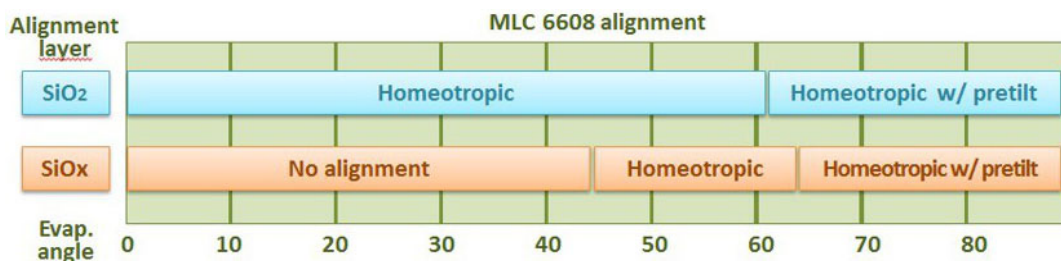 MLC 6608 alignment
Alignment
layer
SiO₂
Homeotropic
Homeotropic w/ pretilt
SiOx
No alignment
Homeotropic
Homeotropic w/ pretilt
Evap.
angle
0 10 20 30 40 50 60 70 80